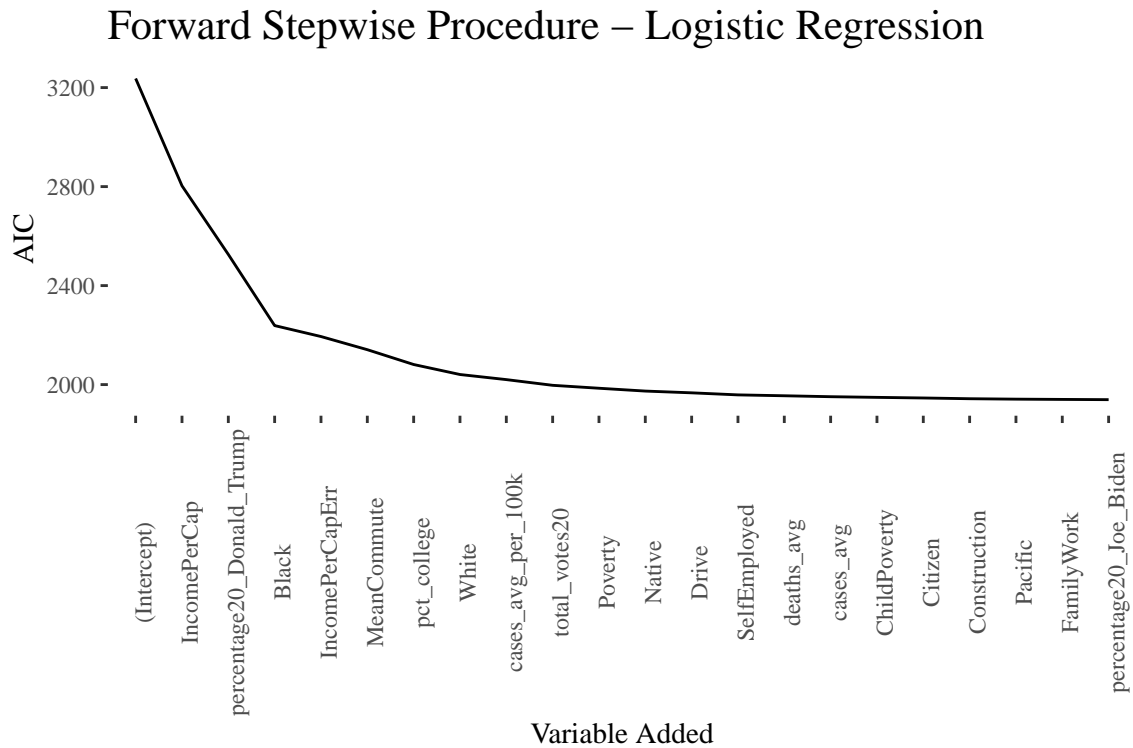 Forward Stepwise Procedure – Logistic Regression
3200
2800
2400
2000
AIC
(Intercept)
IncomePerCap
percentage20_Donald_Trump
Black
IncomePerCapErr
MeanCommute
pct_college
White
cases_avg_per_100k
total_votes20
Poverty
Native
Drive
SelfEmployed
deaths_avg
cases_avg
ChildPoverty
Citizen
Construction
Pacific
FamilyWork
percentage20_Joe_Biden
Variable Added